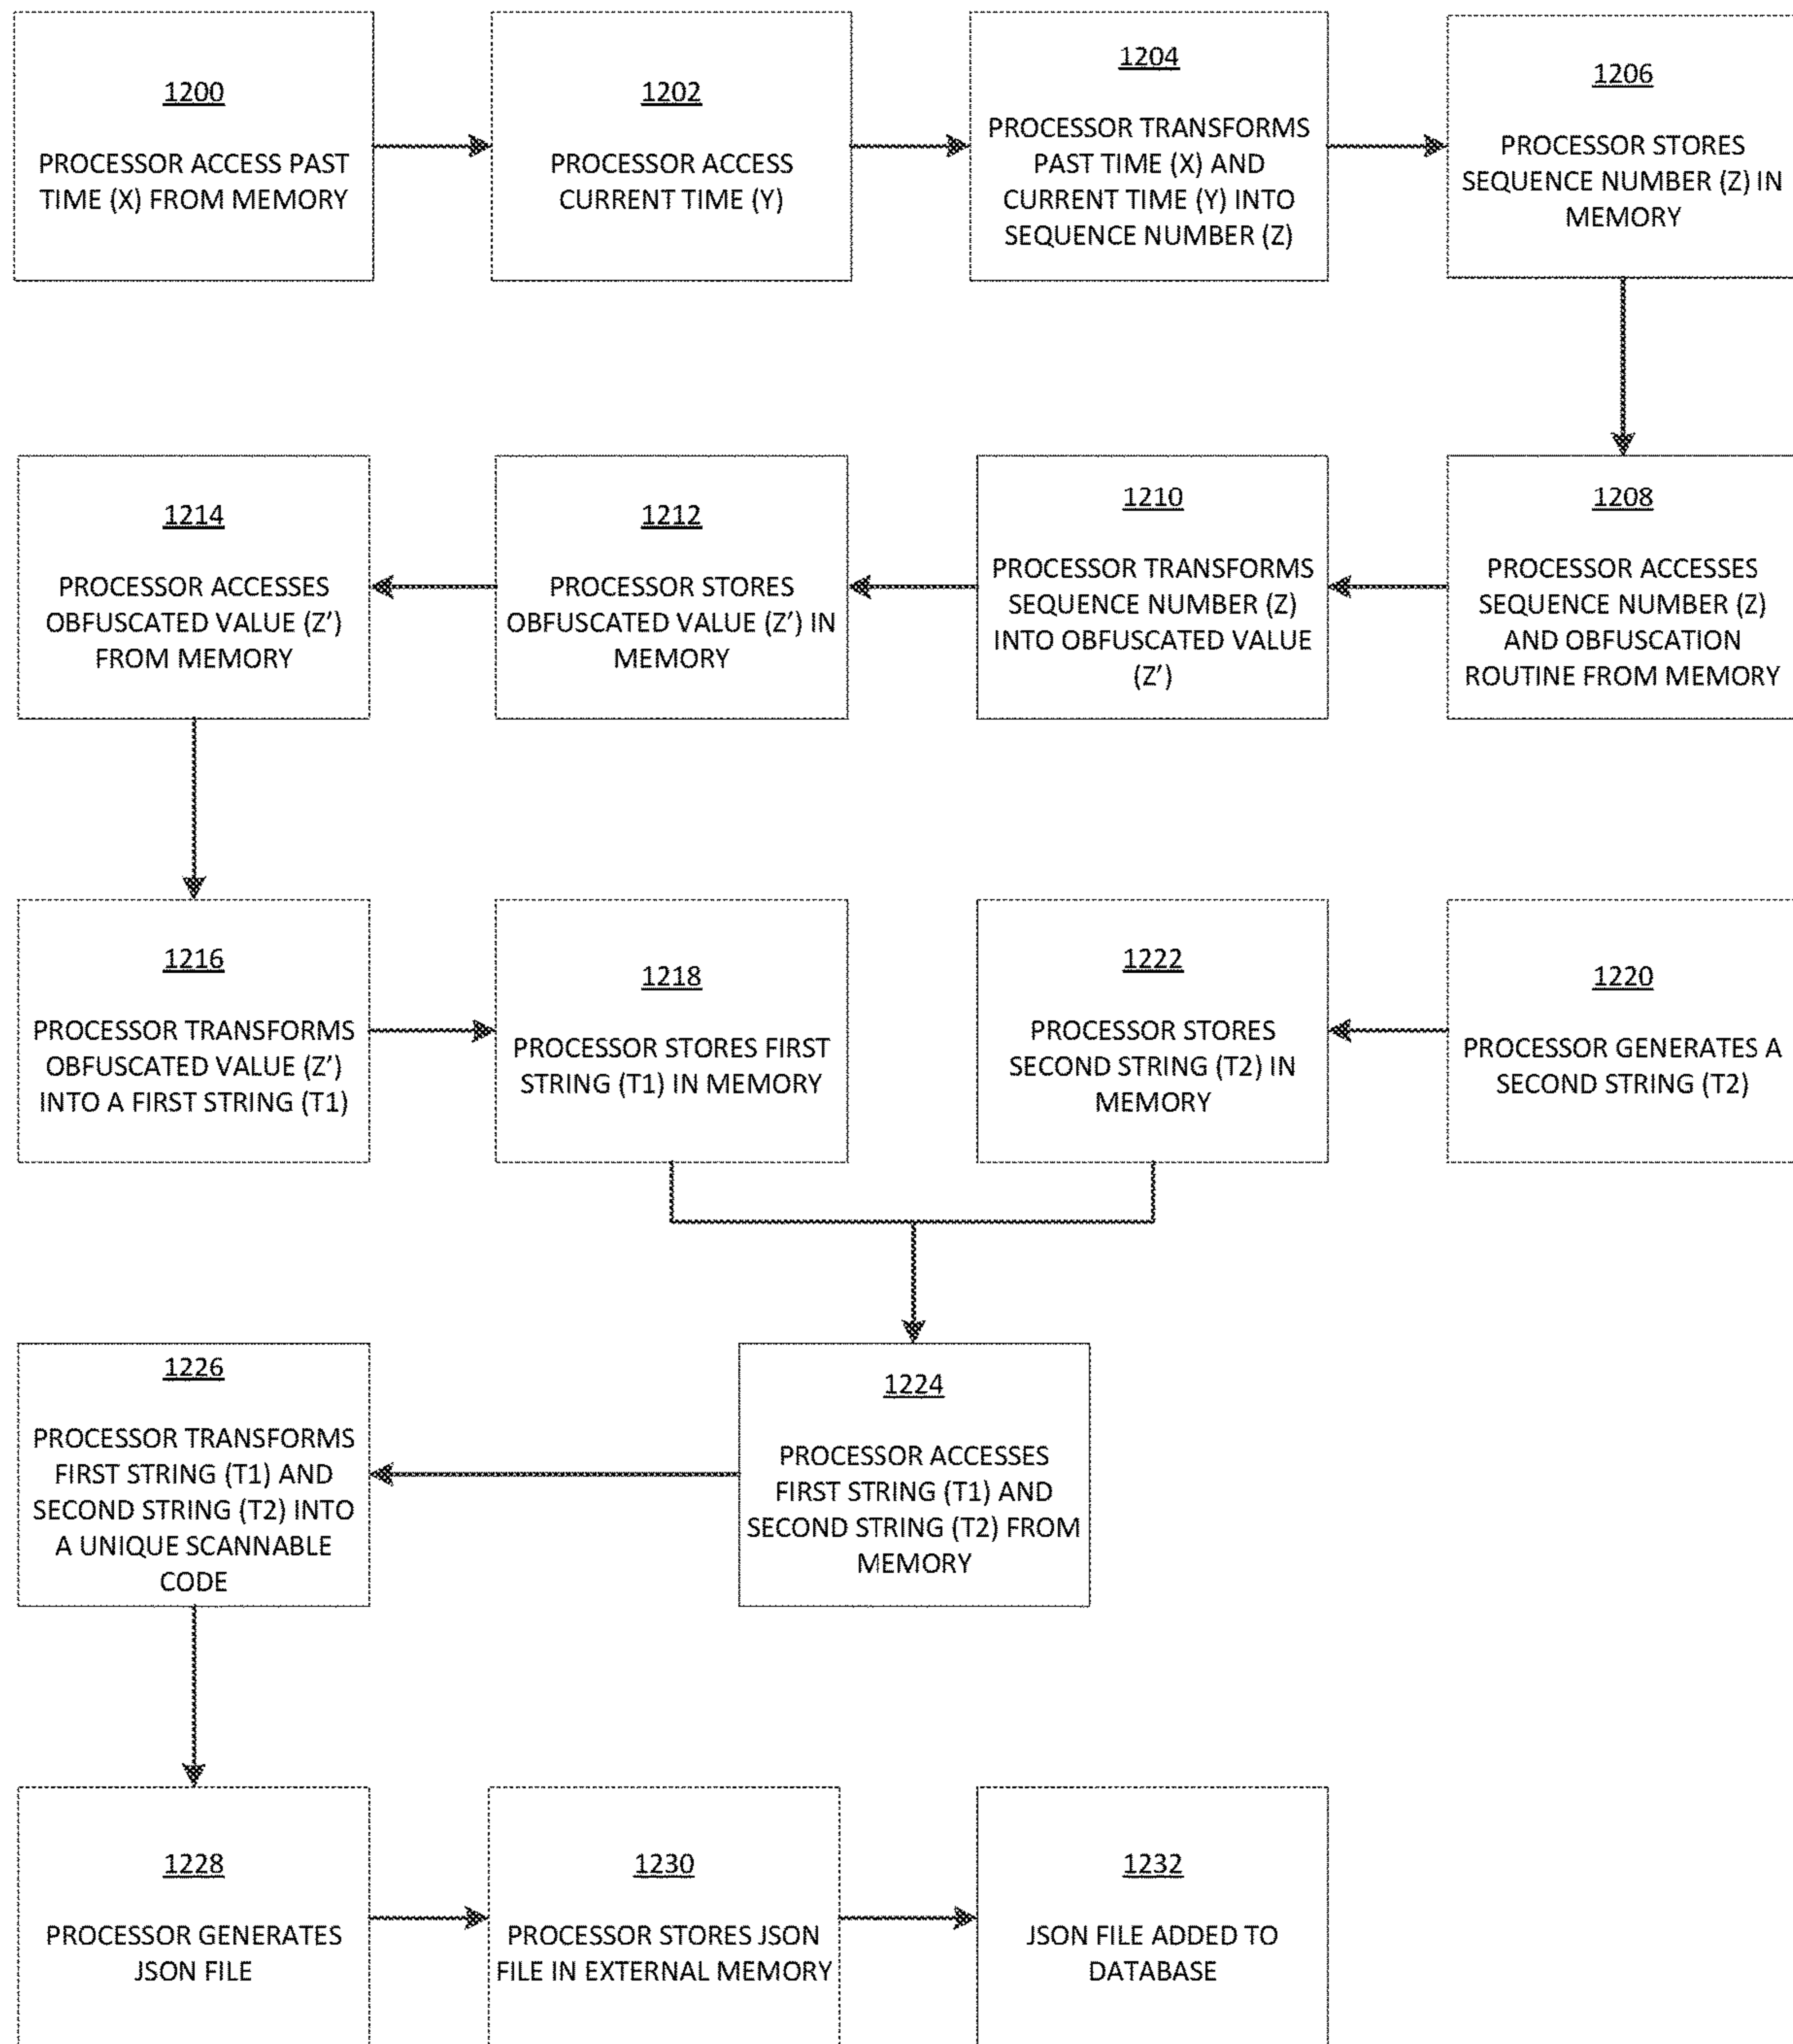 1200
PROCESSOR ACCESS PAST
TIME (X) FROM MEMORY
1202
PROCESSOR ACCESS
CURRENT TIME (Y)
1204
PROCESSOR TRANSFORMS
PAST TIME (X) AND
CURRENT TIME (Y) INTO
SEQUENCE NUMBER (Z)
1206
PROCESSOR STORES
SEQUENCE NUMBER (Z) IN
MEMORY
1208
PROCESSOR ACCESSES
SEQUENCE NUMBER (Z)
AND OBFUSCATION
ROUTINE FROM MEMORY
1210
PROCESSOR TRANSFORMS
SEQUENCE NUMBER (Z)
INTO OBFUSCATED VALUE
(Z')
1212
PROCESSOR STORES
OBFUSCATED VALUE (Z') IN
MEMORY
1214
PROCESSOR ACCESSES
OBFUSCATED VALUE (Z')
FROM MEMORY
1216
PROCESSOR TRANSFORMS
OBFUSCATED VALUE (Z')
INTO A FIRST STRING (T1)
1218
PROCESSOR STORES FIRST
STRING (T1) IN MEMORY
1220
PROCESSOR GENERATES A
SECOND STRING (T2)
1222
PROCESSOR STORES
SECOND STRING (T2) IN
MEMORY
1224
PROCESSOR ACCESSES
FIRST STRING (T1) AND
SECOND STRING (T2) FROM
MEMORY
1226
PROCESSOR TRANSFORMS
FIRST STRING (T1) AND
SECOND STRING (T2) INTO
A UNIQUE SCANNABLE
CODE
1228
PROCESSOR GENERATES
JSON FILE
1230
PROCESSOR STORES JSON
FILE IN EXTERNAL MEMORY
1232
JSON FILE ADDED TO
DATABASE